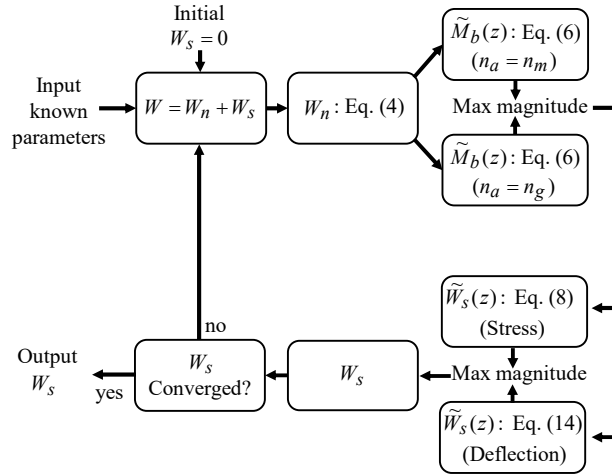 Initial
W_s = 0
Input
known
parameters
W = W_n + W_s
W_n : Eq. (4)
M̃_b(z) : Eq. (6)
(n_a = n_m)
Max magnitude
M̃_b(z) : Eq. (6)
(n_a = n_g)
W̃_s(z) : Eq. (8)
(Stress)
Max magnitude
W̃_s(z) : Eq. (14)
(Deflection)
W_s
W_s
Converged?
no
yes
Output
W_s